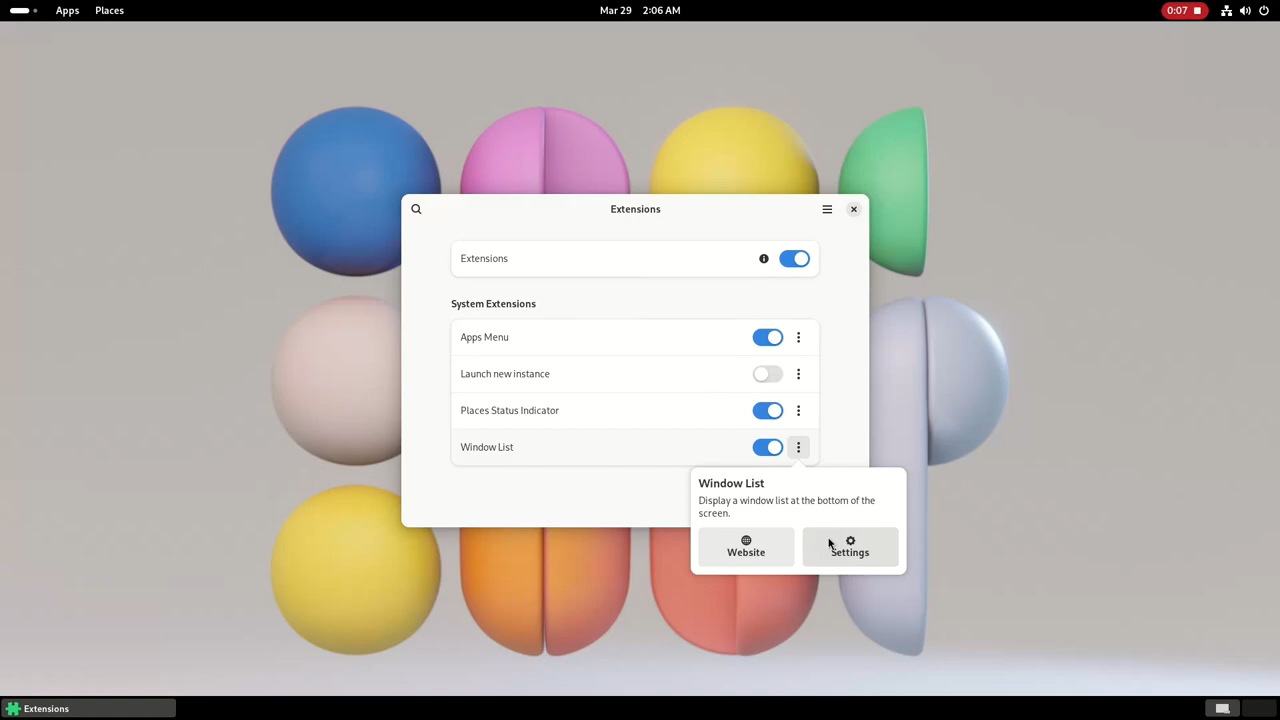 Apps Places Mar 29 2:06 AM 0:07
Extensions
Extensions
System Extensions
Apps Menu
Launch new instance
Places Status Indicator
Window List
Window List
Display a window list at the bottom of the
screen.
Website Settings
Extensions